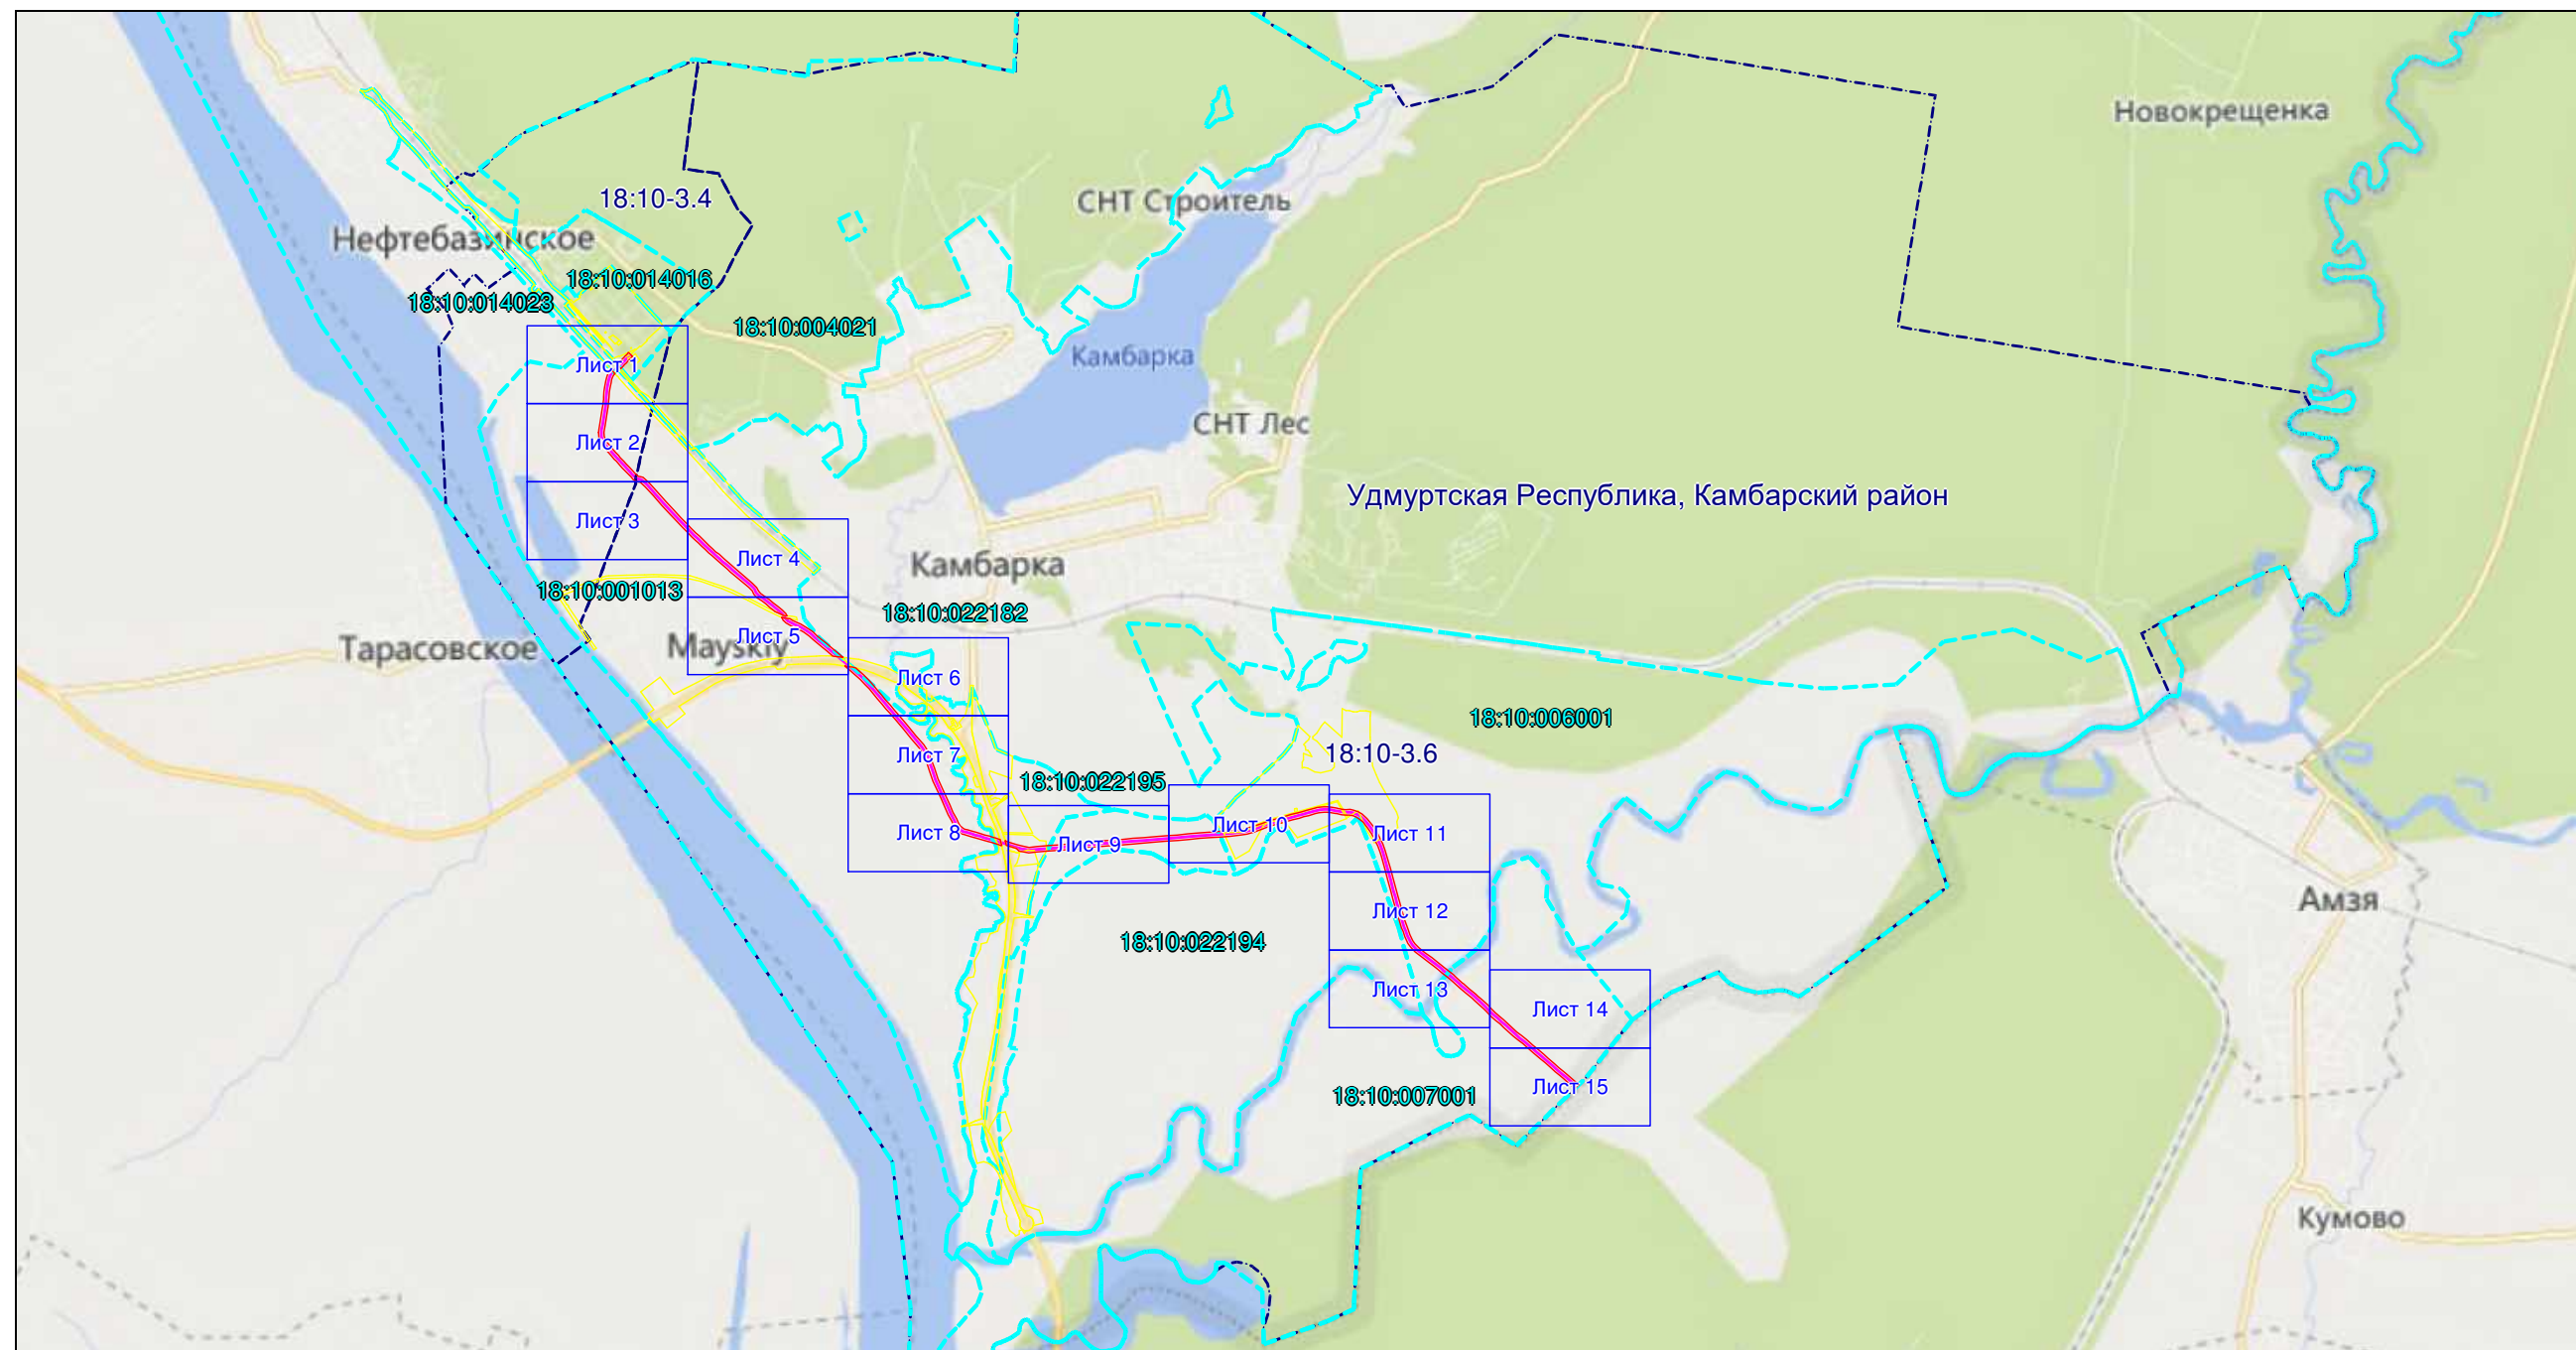 Новокрещенка
18:10-3.4
СНТ Строитель
Нефтебазинское
18:10:014016
18:10:014023
18:10:004021
Камбарка
Лист 1
СНТ Лес
Лист 2
Удмуртская Республика, Камбарский район
Лист 3
Лист 4
Камбарка
18:10:001013
18:10:022182
Тарасовское
Mayskiy
Лист 5
Лист 6
18:10:006001
Лист 7
18:10-3.6
18:10:022195
Лист 8
Лист 9
Лист 10
Лист 11
Амзя
Лист 12
18:10:022194
Лист 13
Лист 14
18:10:007001
Лист 15
Кумово